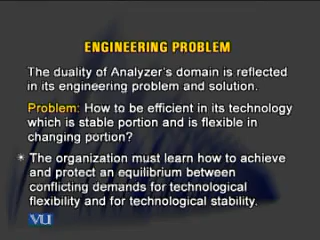 ENGINEERING PROBLEM
The duality of Analyzer's domain is reflected
in its engineering problem and solution.
Problem: How to be efficient in its technology
which is stable portion and is flexible in
changing portion?
* The organization must learn how to achieve
and protect an equilibrium between
conflicting demands for technological
flexibility and for technological stability.
VU